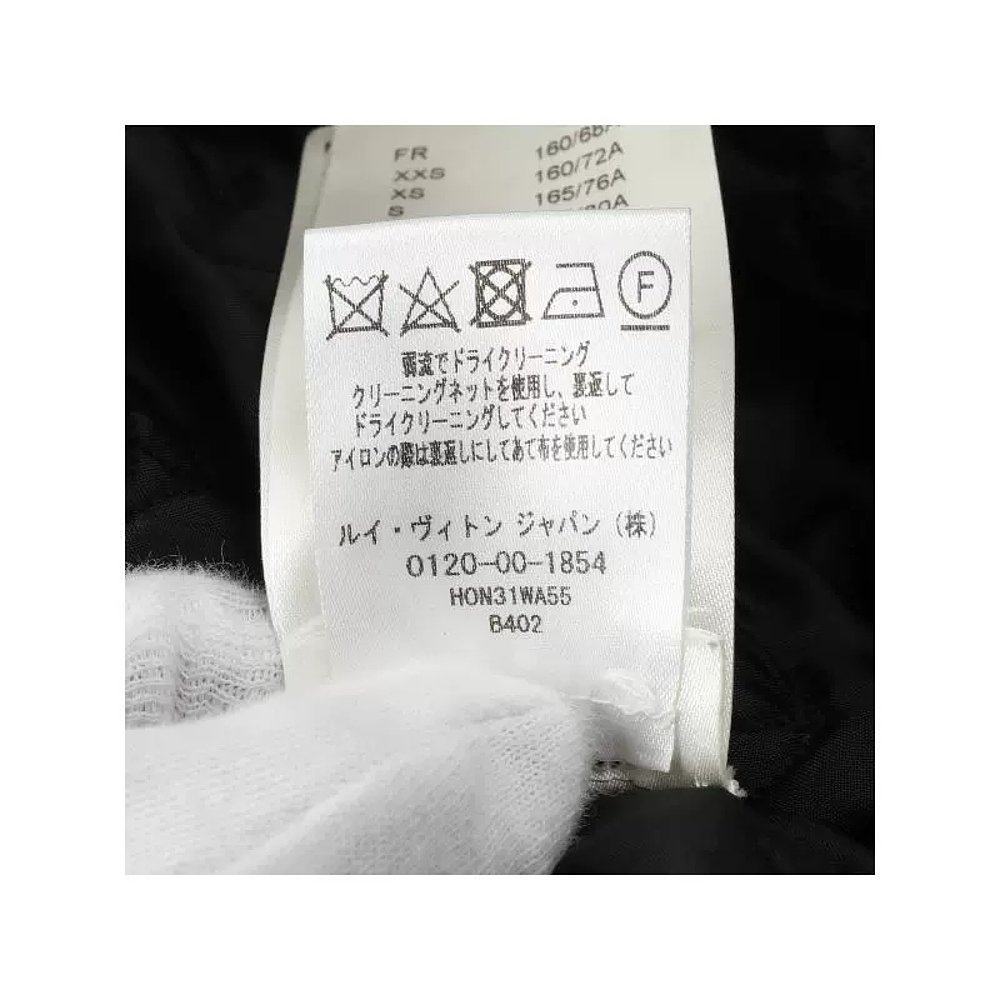 FR
XXS 160/68A
XS 160/72A
S 165/76A
F
弱流でドライクリーニング
クリーニングネットを使用し、裏返して
ドライクリーニングしてください
アイロンの際は裏返しにしてあて布を使用してください
ルイ・ヴィトン ジャパン (株)
0120-00-1854
HON31WA55
B402